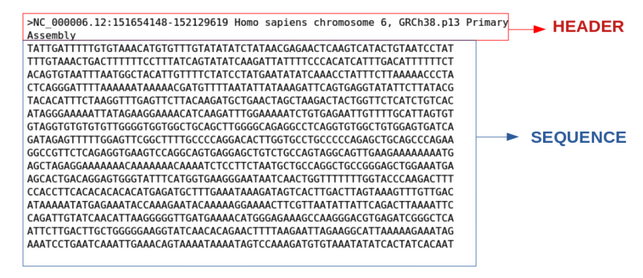 >NC_000006.12:151654148-152129619 Homo sapiens chromosome 6, GRCh38.p13 Primary
Assembly
HEADER
TATTGATTTTTGTGTAAACATGTGTTTGTATATATCTATAACGAGAACTCAAGTCATACTGTAATCCTAT
TTTGTAAACTGACTTTTTTCCTTTATCAGTATATCAAGATTATTTTCCCACATCATTTGACATTTTTTCT
ACAGTGTAATTTAATGGCTACATTGTTTTCTATCCTATGAATATATCAAACCTATTTCTTAAAAACCCTA
CTCAGGGATTTTAAAAAATAAAAACGATGTTTTAATATTATAAAGATTCAGTGAGGTATATTCTTATACG
TACACATTTCTAAGGTTTGAGTTCTTACAAGATGCTGAACTAGCTAAGACTACTGGTTCTCATCTGTCAC
ATAGGGAAAAATTATAGAAGGAAAACATCAAGATTTGGAAAAATCTGTGAGAATTGTTTTGCATTAGTGT
GTAGGTGTGTGTGTTGGGGTGGTGGCTGCAGCTTGGGGCAGAGGCCTCAGGTGTGGCTGTGGAGTGATCA
GATAGAGTTTTTGGAGTTCGGCTTTTGCCCCAGGACACTTGGTGCCTGCCCCCAGAGCTGCAGCCCAGAA
GGCCGTTCTCAGAGGTGAAGTCCAGGCAGTGAGGAGCTGTCTGCCAGTAGGCAGTTGAAGAAAAAAAATG
AGCTAGAGGAAAAAAACAAAAAAACAAAATCTCCTTCTAATGCTGCCAGGCTGCCGGGAGCTGGAAATGA
AGCACTGACAGGAGTGGGTATTTCATGGTGAAGGGAATAATCAACTGGTTTTTTTGGTACCCAAGACTTT
CCACCTTCACACACACACATGAGATGCTTTGAAATAAAGATAGTCACTTGACTTAGTAAAGTTTGTTGAC
ATAAAAATATGAGAAATACCAAAGAATACAAAAAGGAAAACTTCGTTAATATTATTCAGACTTAAAATTC
CAGATTGTATCAACATTAAGGGGGTTGATGAAAACATGGGAGAAAGCCAAGGGACGTGAGATCGGGCTCA
ATTCTTGACTTGCTGGGGGAAGGTATCAACACAGAACTTTTAAGAATTAGAAGGCATTAAAAAGAAATAG
AAATCCTGAATCAAATTGAAACAGTAAAATAAAATAGTCCAAAGATGTGTAAATATATCACTATCACAAT
SEQUENCE